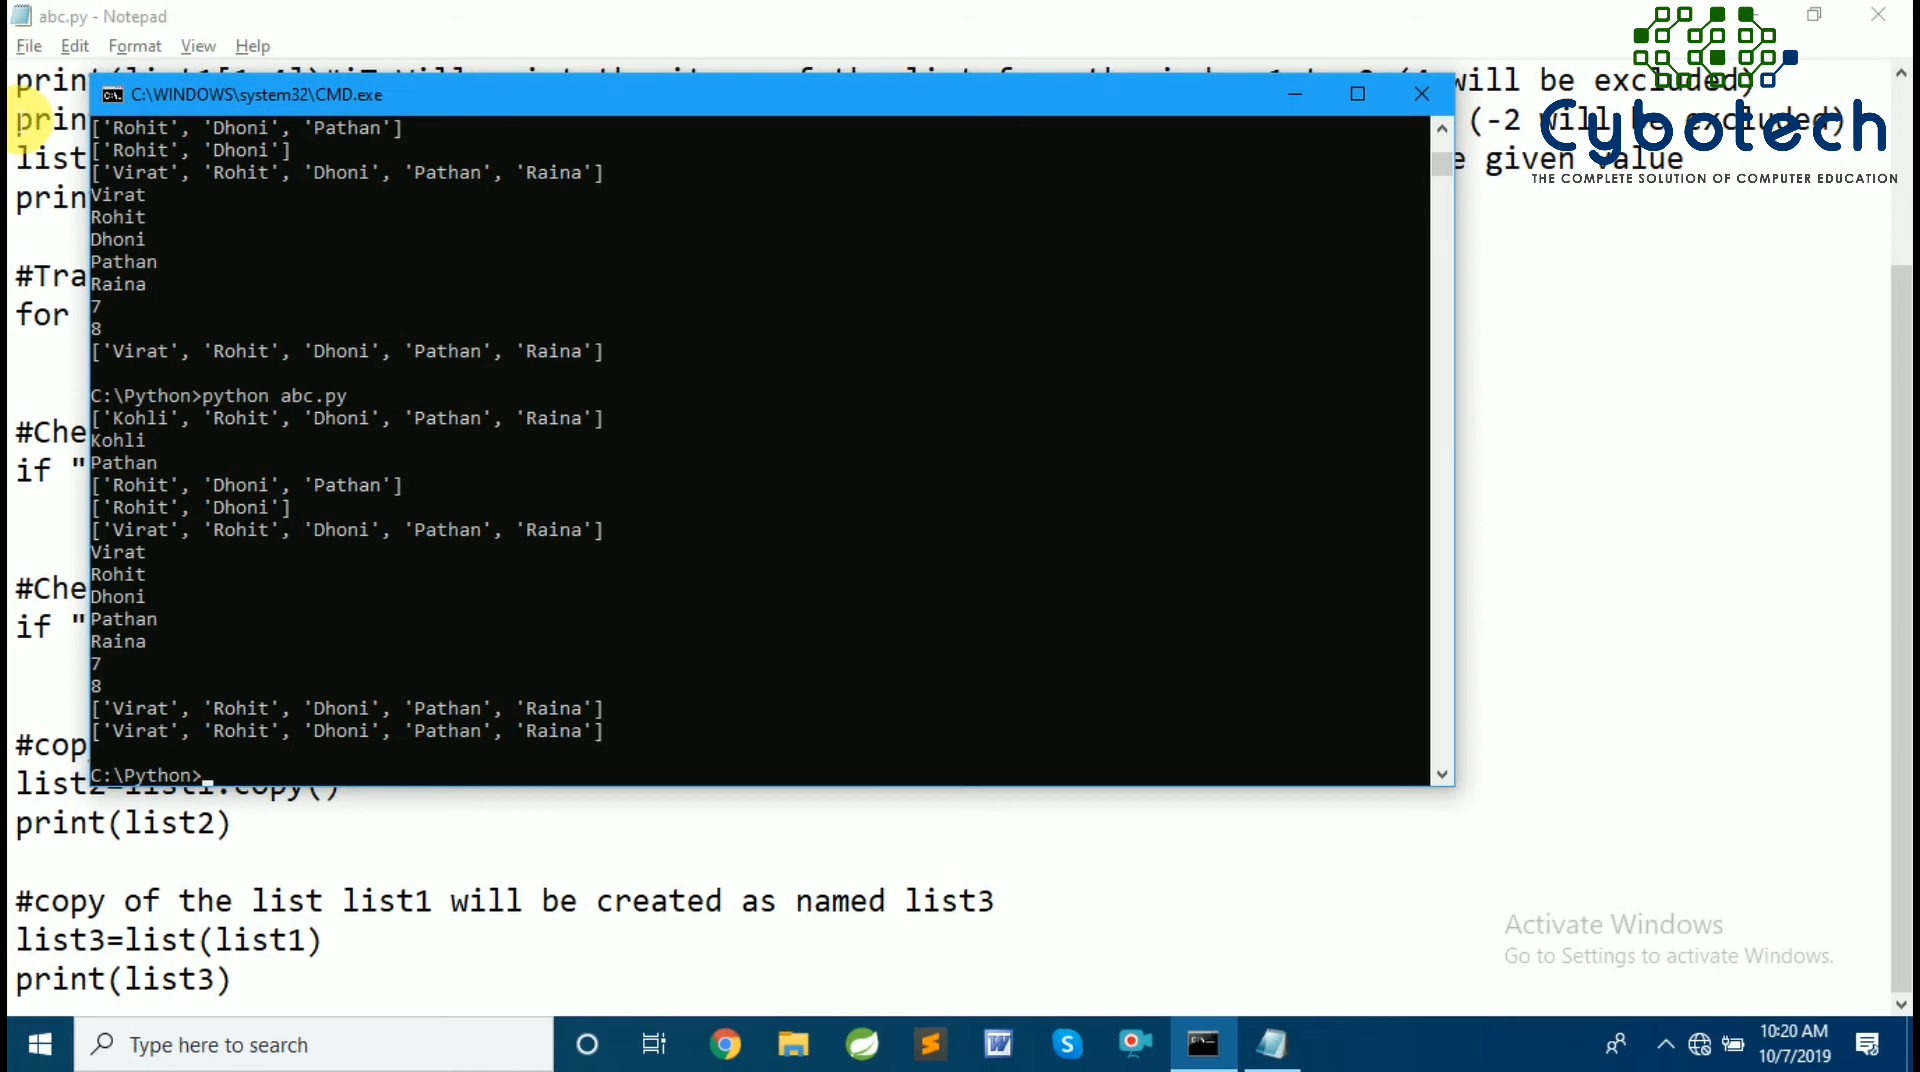 abc.py - Notepad
File Edit Format View Help
will be excluded)
prin
(-2 will be excluded)
list
e given value
prin
#Tra
for
#Che
if "
#Che
if "
#cop
list2=list1.copy()
print(list2)
#copy of the list list1 will be created as named list3
list3=list(list1)
print(list3)
C:\WINDOWS\system32\CMD.exe
['Rohit', 'Dhoni', 'Pathan']
['Rohit', 'Dhoni']
['Virat', 'Rohit', 'Dhoni', 'Pathan', 'Raina']
Virat
Rohit
Dhoni
Pathan
Raina
7
8
['Virat', 'Rohit', 'Dhoni', 'Pathan', 'Raina']
C:\Python>python abc.py
['Kohli', 'Rohit', 'Dhoni', 'Pathan', 'Raina']
Kohli
Pathan
['Rohit', 'Dhoni', 'Pathan']
['Rohit', 'Dhoni']
['Virat', 'Rohit', 'Dhoni', 'Pathan', 'Raina']
Virat
Rohit
Dhoni
Pathan
Raina
7
8
['Virat', 'Rohit', 'Dhoni', 'Pathan', 'Raina']
['Virat', 'Rohit', 'Dhoni', 'Pathan', 'Raina']
C:\Python>
Cybotech
THE COMPLETE SOLUTION OF COMPUTER EDUCATION
Activate Windows
Go to Settings to activate Windows.
Type here to search
10:20 AM
10/7/2019